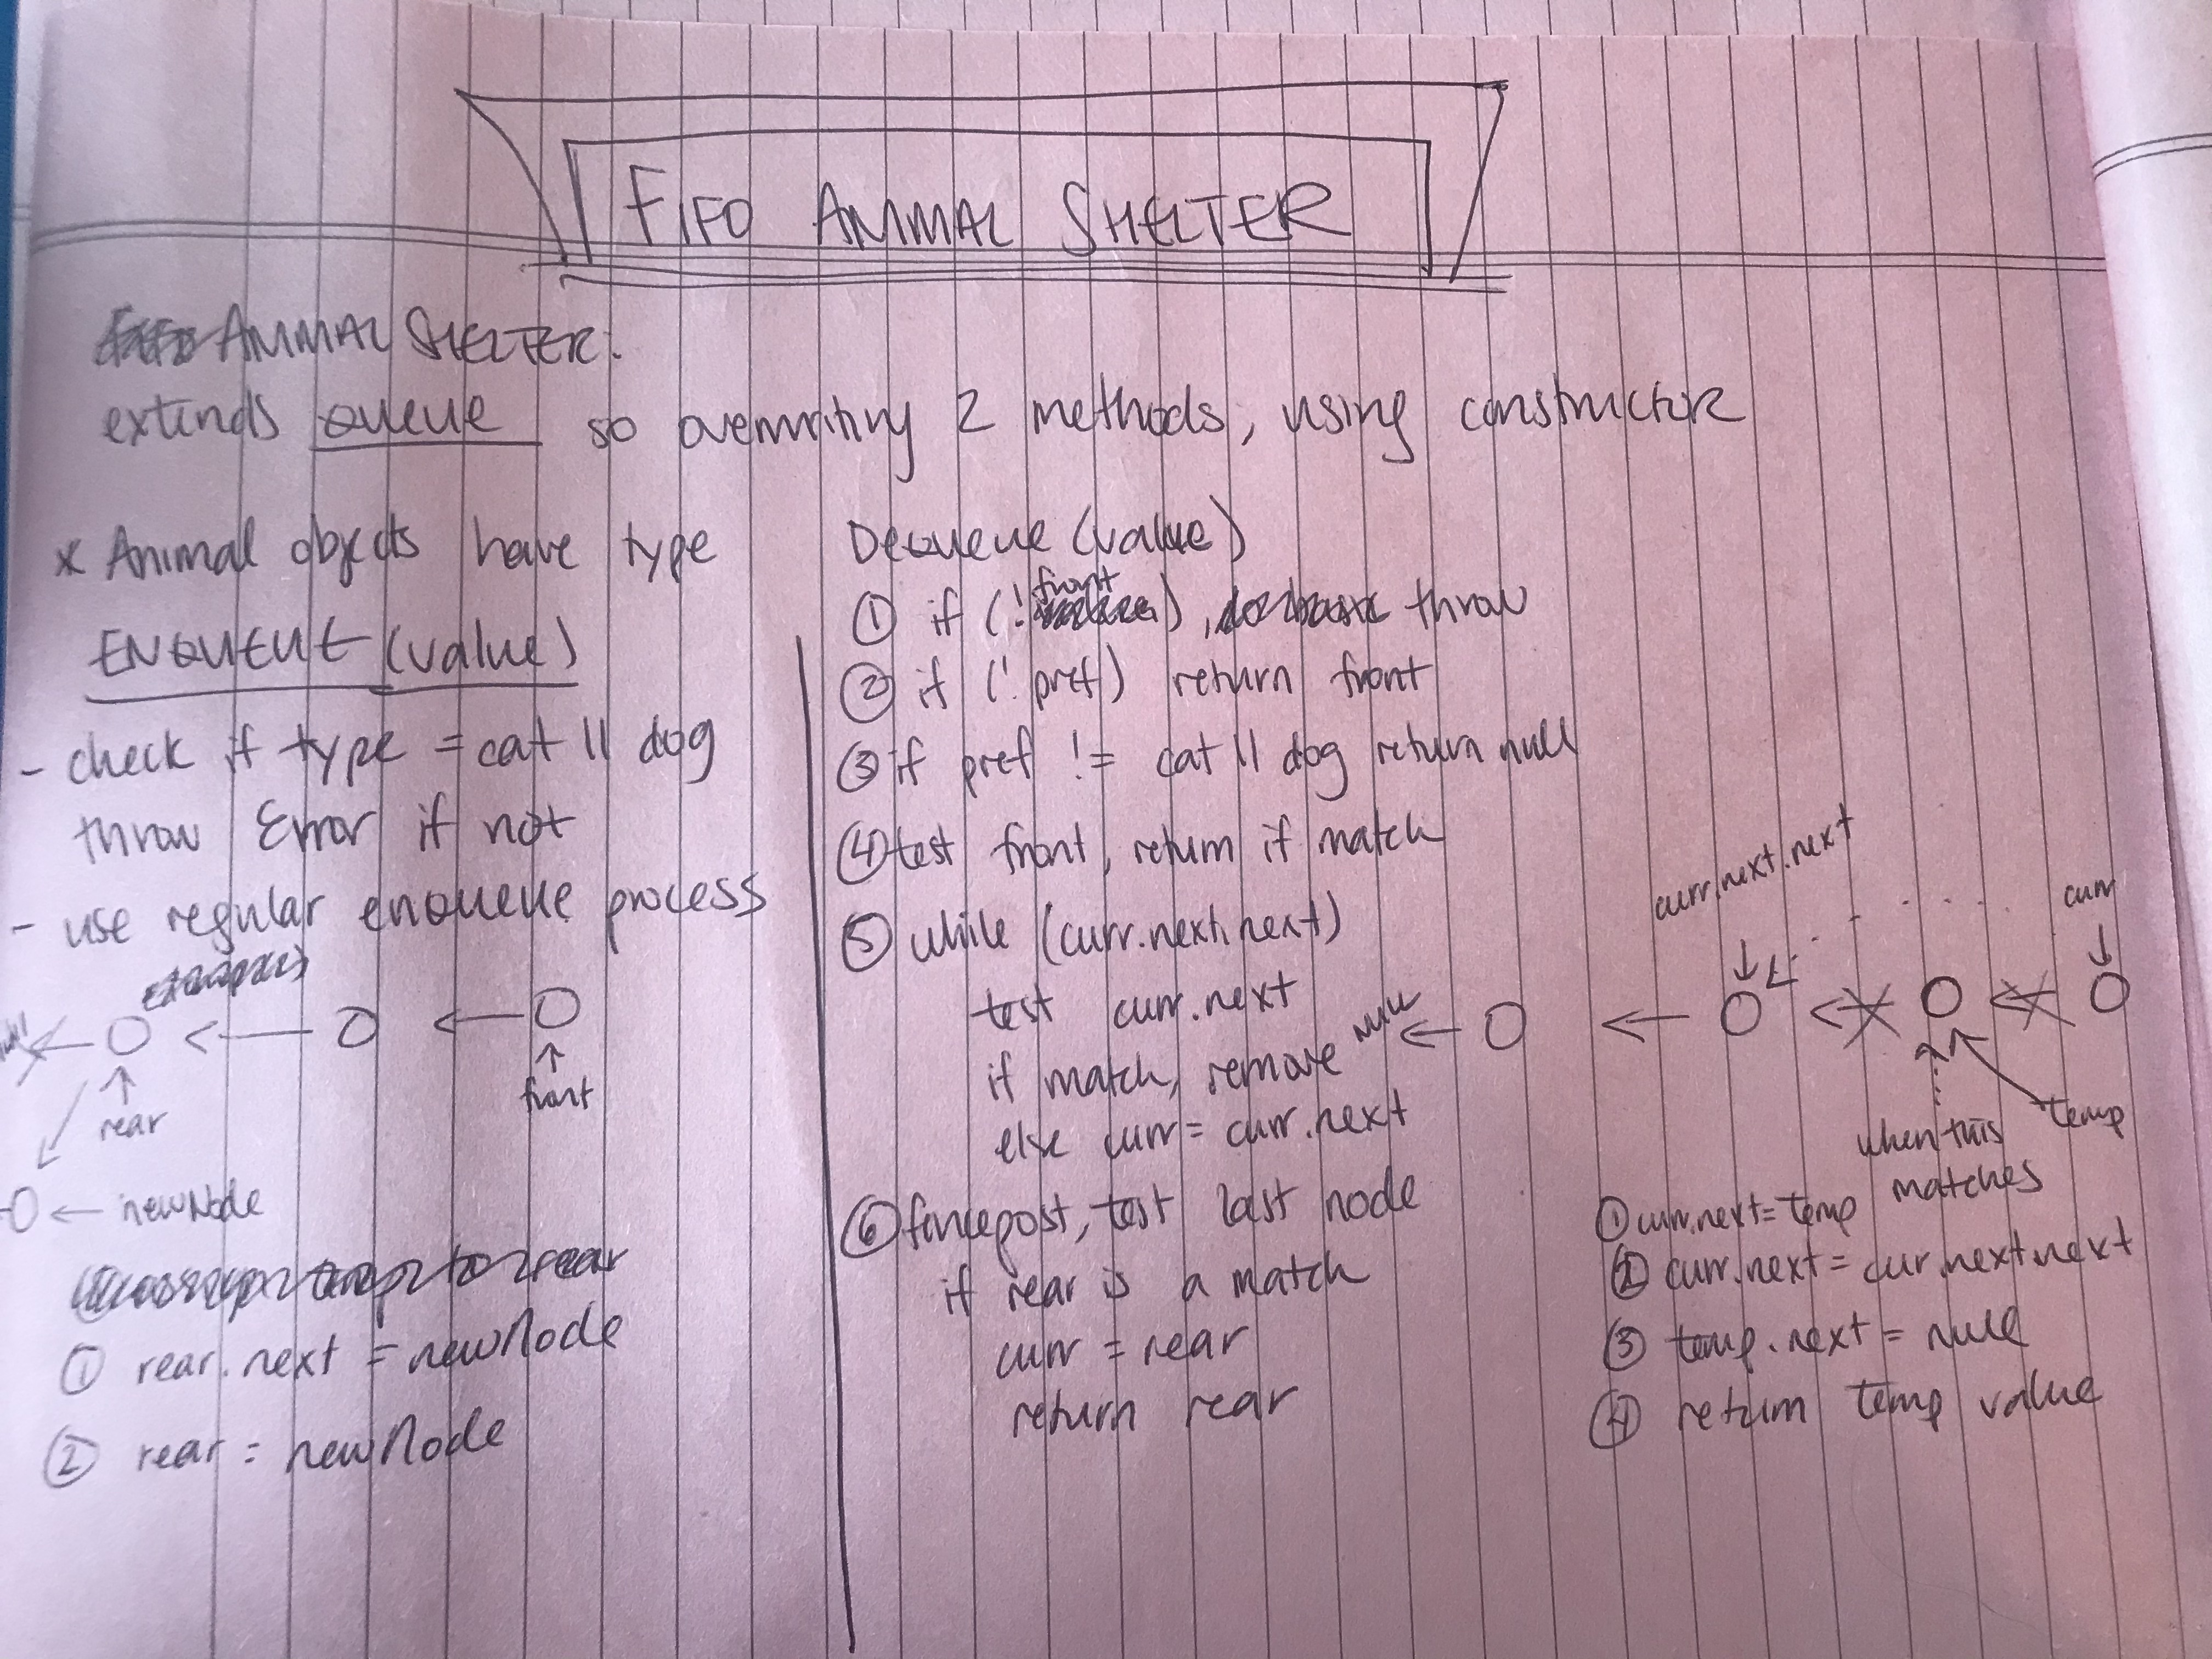 FIFO ANIMAL SHELTER
ANIMAL SHELTER:
extends queue so overwriting 2 methods, using constructor
* Animal objects have type
ENQUEUE (value)
- check if type = cat || dog
throw Error if not
- use regular enqueue process
null
rear
front
newNode
① rear.next = newNode
② rear = newNode
Dequeue (value)
① if (!front), throw
② if (!pref) return front
③ if pref != cat || dog return null
④ test front, return if match
⑤ while (curr.next.next)
test curr.next
if match, remove
else curr = curr.next
⑥ fencepost, test last node
if rear is a match
curr = rear
return rear
curr.next.next
curr
null
when this matches
temp
① curr.next = temp
② curr.next = cur.next.next
③ temp.next = null
④ return temp value